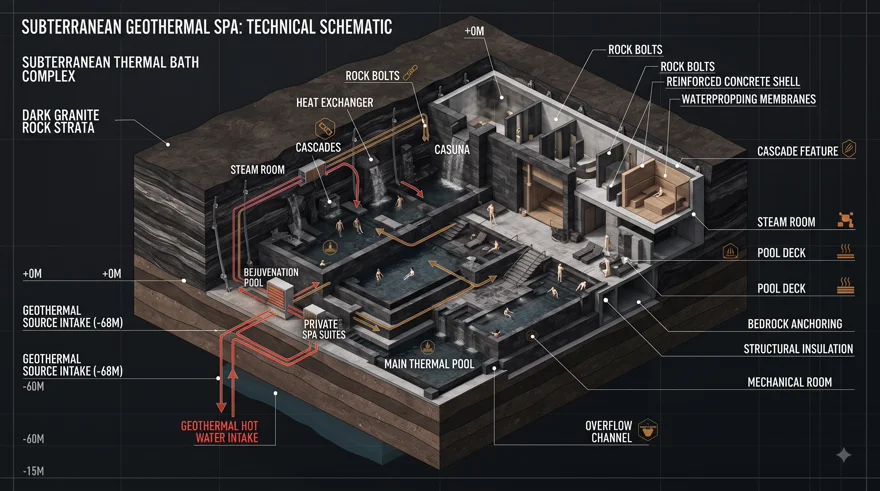 SUBTERRANEAN GEOTHERMAL SPA: TECHNICAL SCHEMATIC
SUBTERRANEAN THERMAL BATH
COMPLEX
DARK GRANITE
ROCK STRATA
+0M
ROCK BOLTS
ROCK BOLTS
ROCK BOLTS
REINFORCED CONCRETE SHELL
WATERPROPDING MEMBRANES
HEAT EXCHANGER
CASCADES
CASUNA
STEAM ROOM
CASCADE FEATURE
STEAM ROOM
POOL DECK
POOL DECK
+0M
+0M
BEJUVENATION
POOL
GEOTHERMAL
SOURCE INTAKE (-68M)
PRIVATE
SPA SUITES
BEDROCK ANCHORING
STRUCTURAL INSULATION
GEOTHERMAL
SOURCE INTAKE (-68M)
MAIN THERMAL POOL
MECHANICAL ROOM
-60M
GEOTHERMAL HOT
WATER INTAKE
OVERFLOW
CHANNEL
-60M
-15M